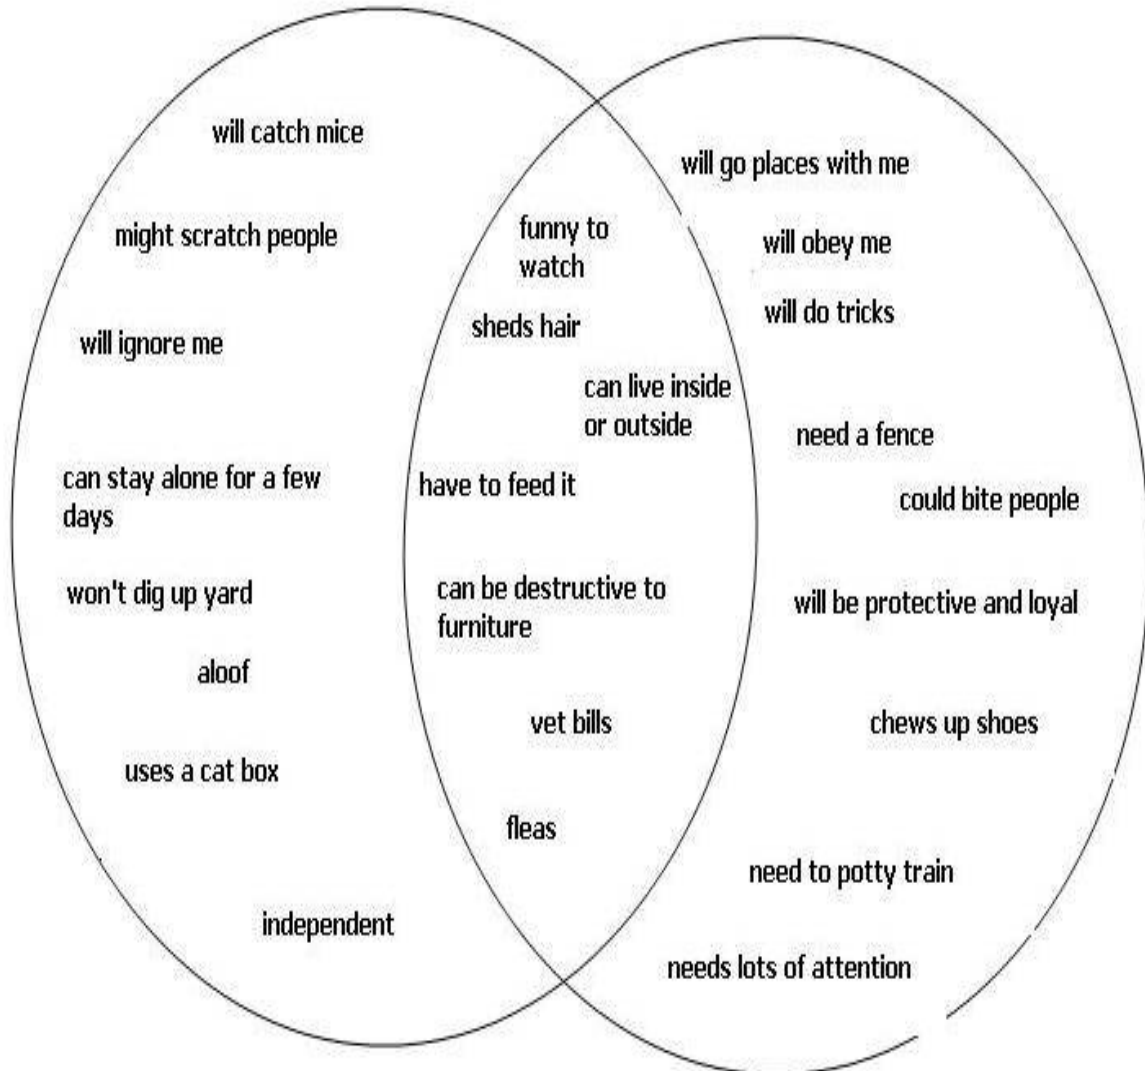 will catch mice
might scratch people
will ignore me
can stay alone for a few
days
won't dig up yard
aloof
uses a cat box
independent
funny to
watch
sheds hair
can live inside
or outside
have to feed it
can be destructive to
furniture
vet bills
fleas
will go places with me
will obey me
will do tricks
need a fence
could bite people
will be protective and loyal
chews up shoes
need to potty train
needs lots of attention